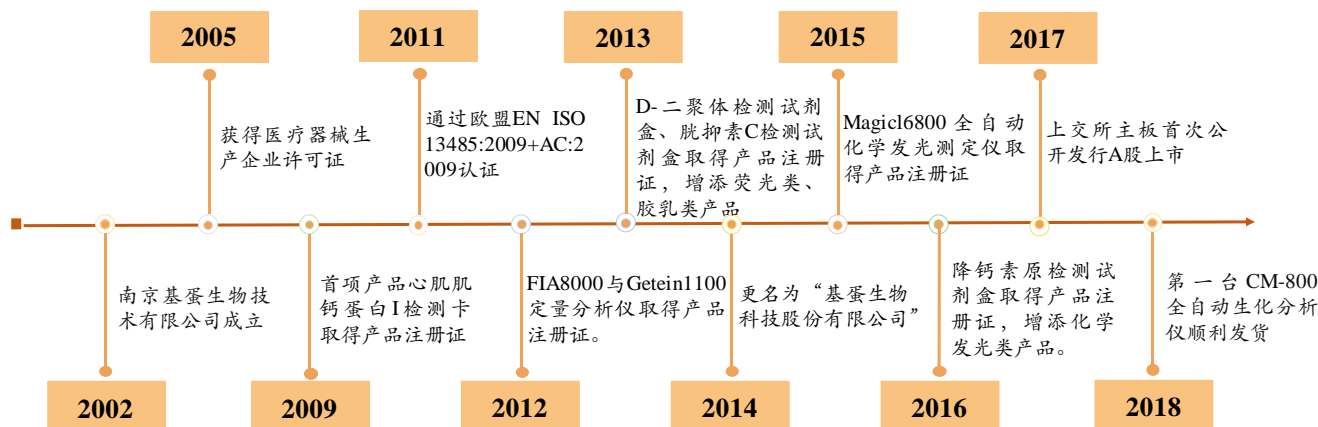 2005
2011
2013
2015
2017
获得医疗器械生
产企业许可证
通过欧盟EN ISO
13485:2009+AC:2
009认证
D-二聚体检测试剂
盒、胱抑素C检测试
剂盒取得产品注册
证，增添荧光类、
胶乳类产品
Magicl6800 全自动
化学发光测定仪取
得产品注册证
上交所主板首次公
开发行A股上市
南京基蛋生物技
术有限公司成立
首项产品心肌肌
钙蛋白I检测卡
取得产品注册证
FIA8000与Getein1100
定量分析仪取得产品
注册证。
更名为“基蛋生物
科技股份有限公司”
降钙素原检测试
剂盒取得产品注
册证，增添化学
发光类产品。
第一台CM-800
全自动生化分析
仪顺利发货
2002
2009
2012
2014
2016
2018